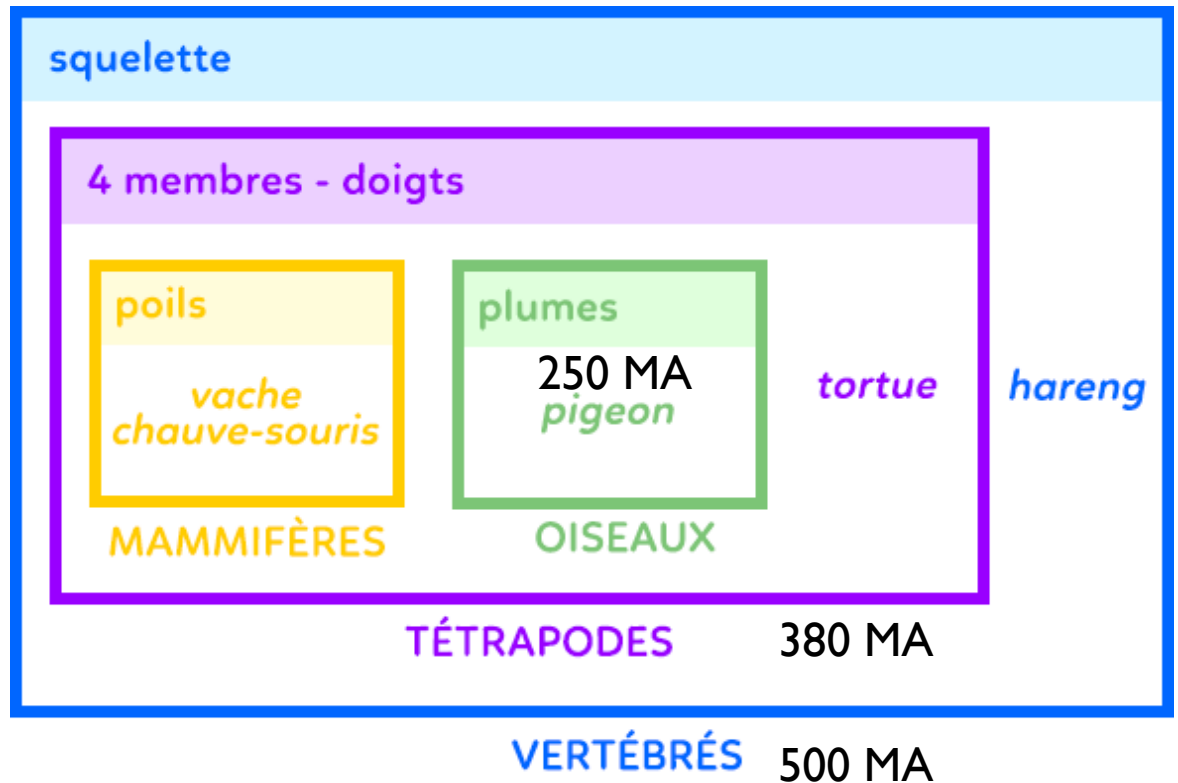 squelette
4 membres - doigts
poils
vache
chauve-souris
MAMMIFÈRES
plumes
250 MA
pigeon
OISEAUX
tortue
hareng
TÉTRAPODES 380 MA
VERTÉBRÉS 500 MA